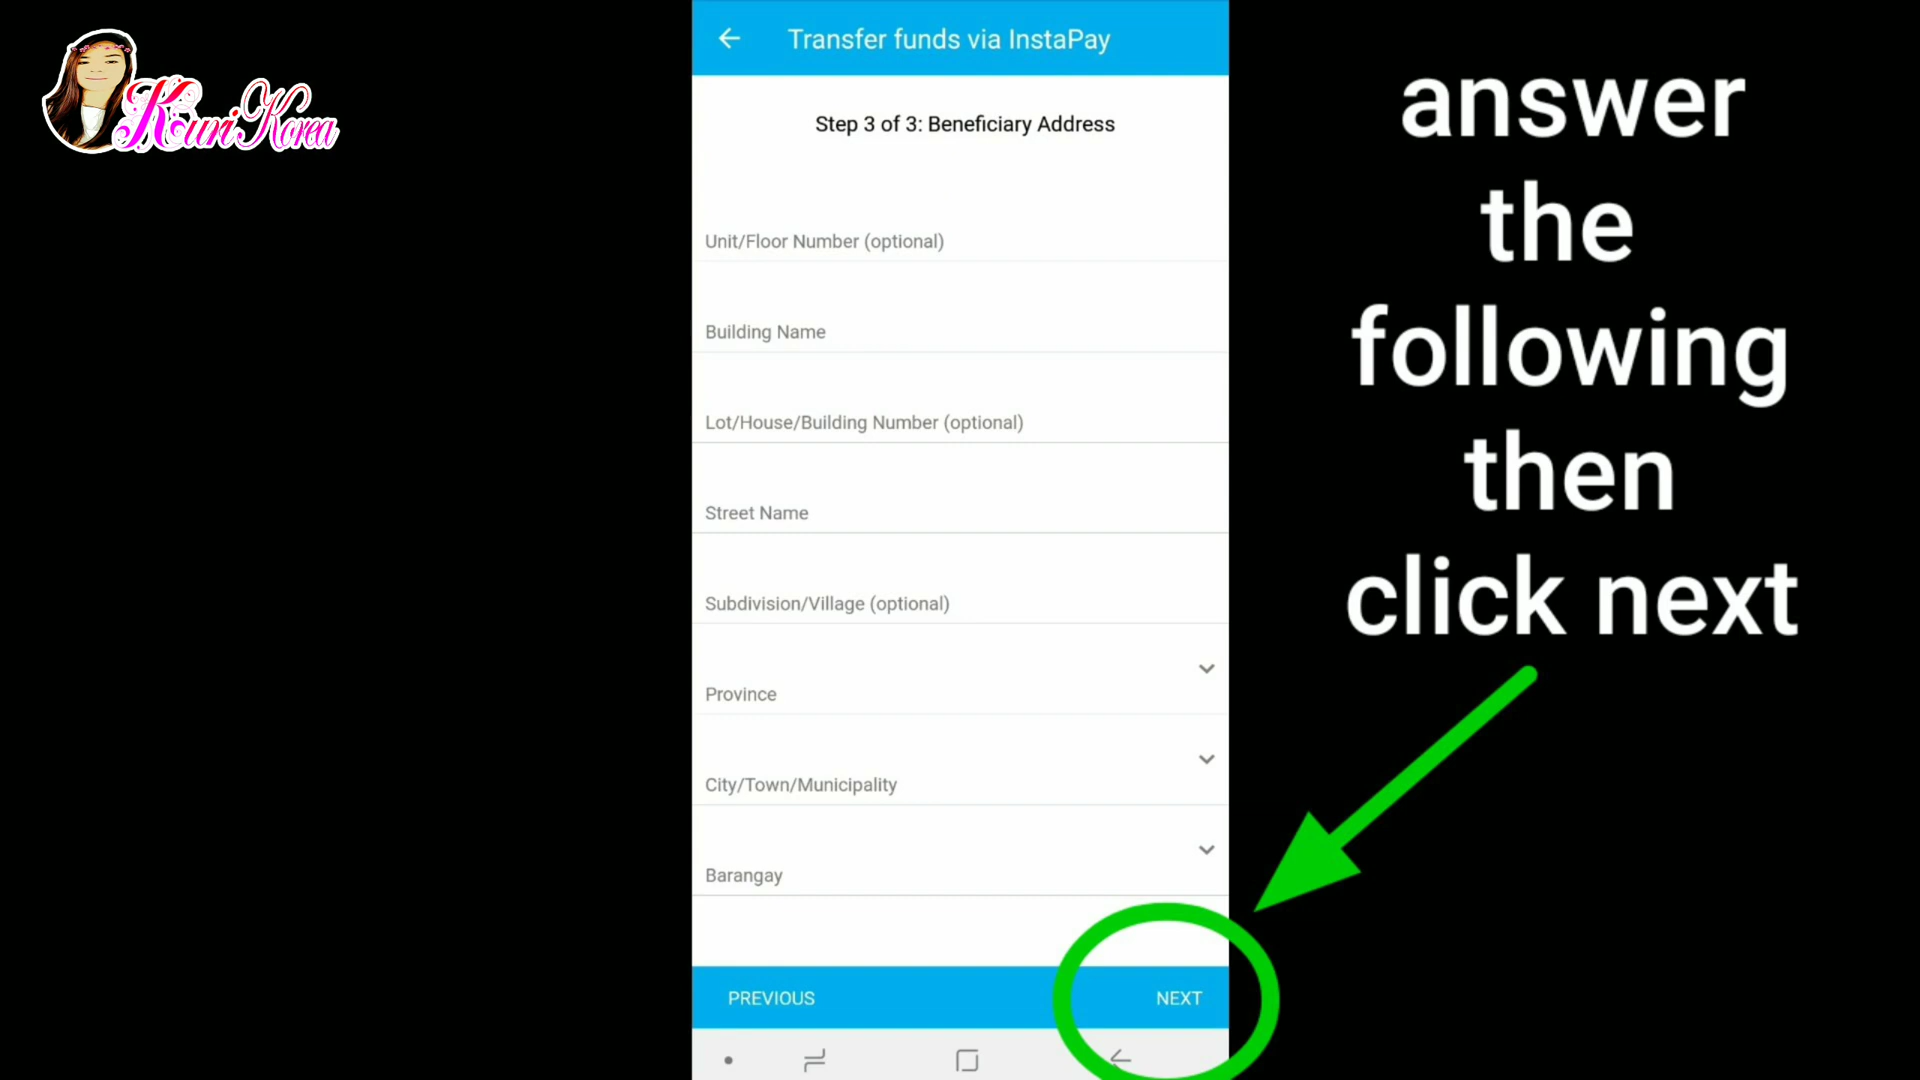 Kuri Korea
Transfer funds via InstaPay
Step 3 of 3: Beneficiary Address
Unit/Floor Number (optional)
Building Name
Lot/House/Building Number (optional)
Street Name
Subdivision/Village (optional)
Province
City/Town/Municipality
Barangay
PREVIOUS
NEXT
answer
the
following
then
click next